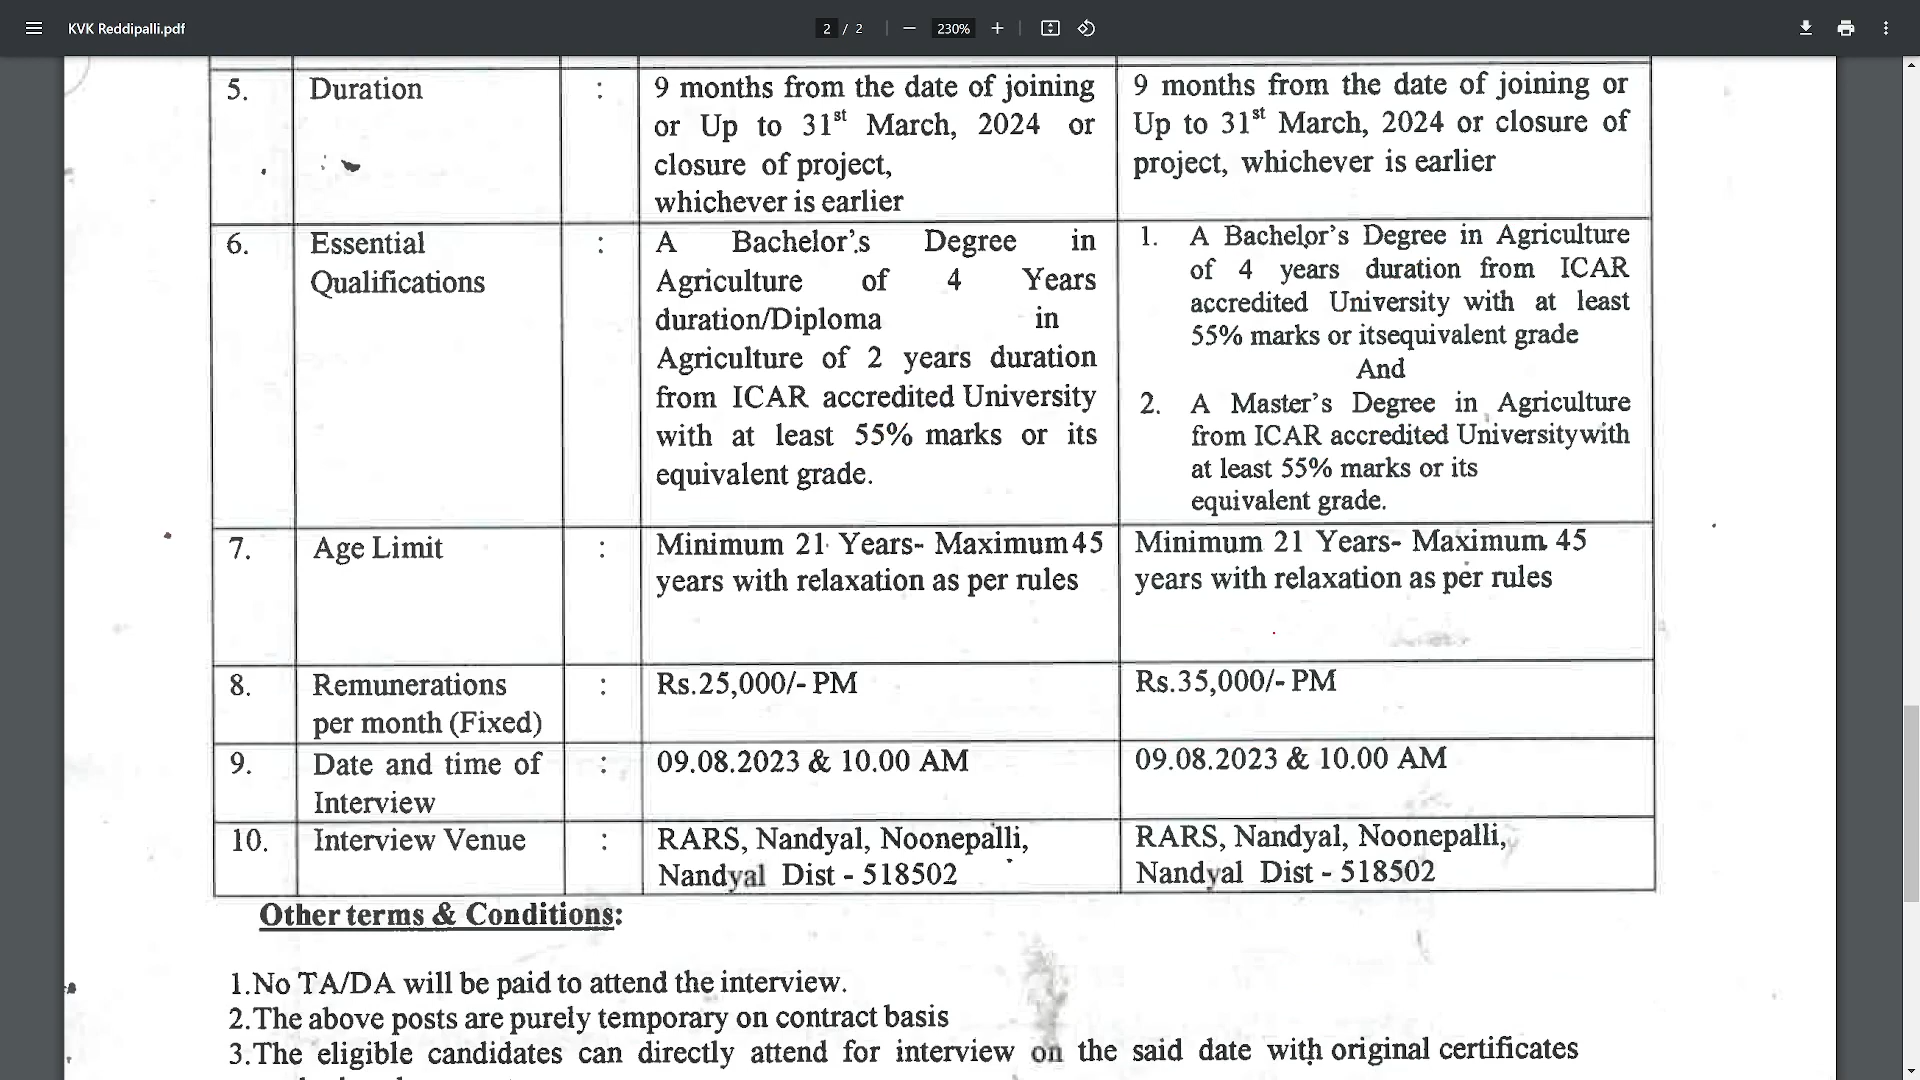 KVK Reddipalli.pdf
2 / 2
230%
5. Duration : 9 months from the date of joining or Up to 31st March, 2024 or closure of project, whichever is earlier
9 months from the date of joining or
Up to 31st March, 2024 or closure of
project, whichever is earlier
6. Essential
Qualifications
:
A Bachelor's Degree in
Agriculture of 4 Years
duration/Diploma in
Agriculture of 2 years duration
from ICAR accredited University
with at least 55% marks or its
equivalent grade.
1. A Bachelor's Degree in Agriculture
of 4 years duration from ICAR
accredited University with at least
55% marks or itsequivalent grade
And
2. A Master's Degree in Agriculture
from ICAR accredited Universitywith
at least 55% marks or its
equivalent grade.
7. Age Limit :
Minimum 21 Years- Maximum 45
years with relaxation as per rules
Minimum 21 Years- Maximum 45
years with relaxation as per rules
8. Remunerations
per month (Fixed)
:
Rs.25,000/- PM
Rs.35,000/- PM
9. Date and time of
Interview
:
09.08.2023 & 10.00 AM
09.08.2023 & 10.00 AM
10. Interview Venue :
RARS, Nandyal, Noonepalli,
Nandyal Dist - 518502
RARS, Nandyal, Noonepalli,
Nandyal Dist - 518502
Other terms & Conditions:
1.No TA/DA will be paid to attend the interview.
2.The above posts are purely temporary on contract basis
3.The eligible candidates can directly attend for interview on the said date with original certificates